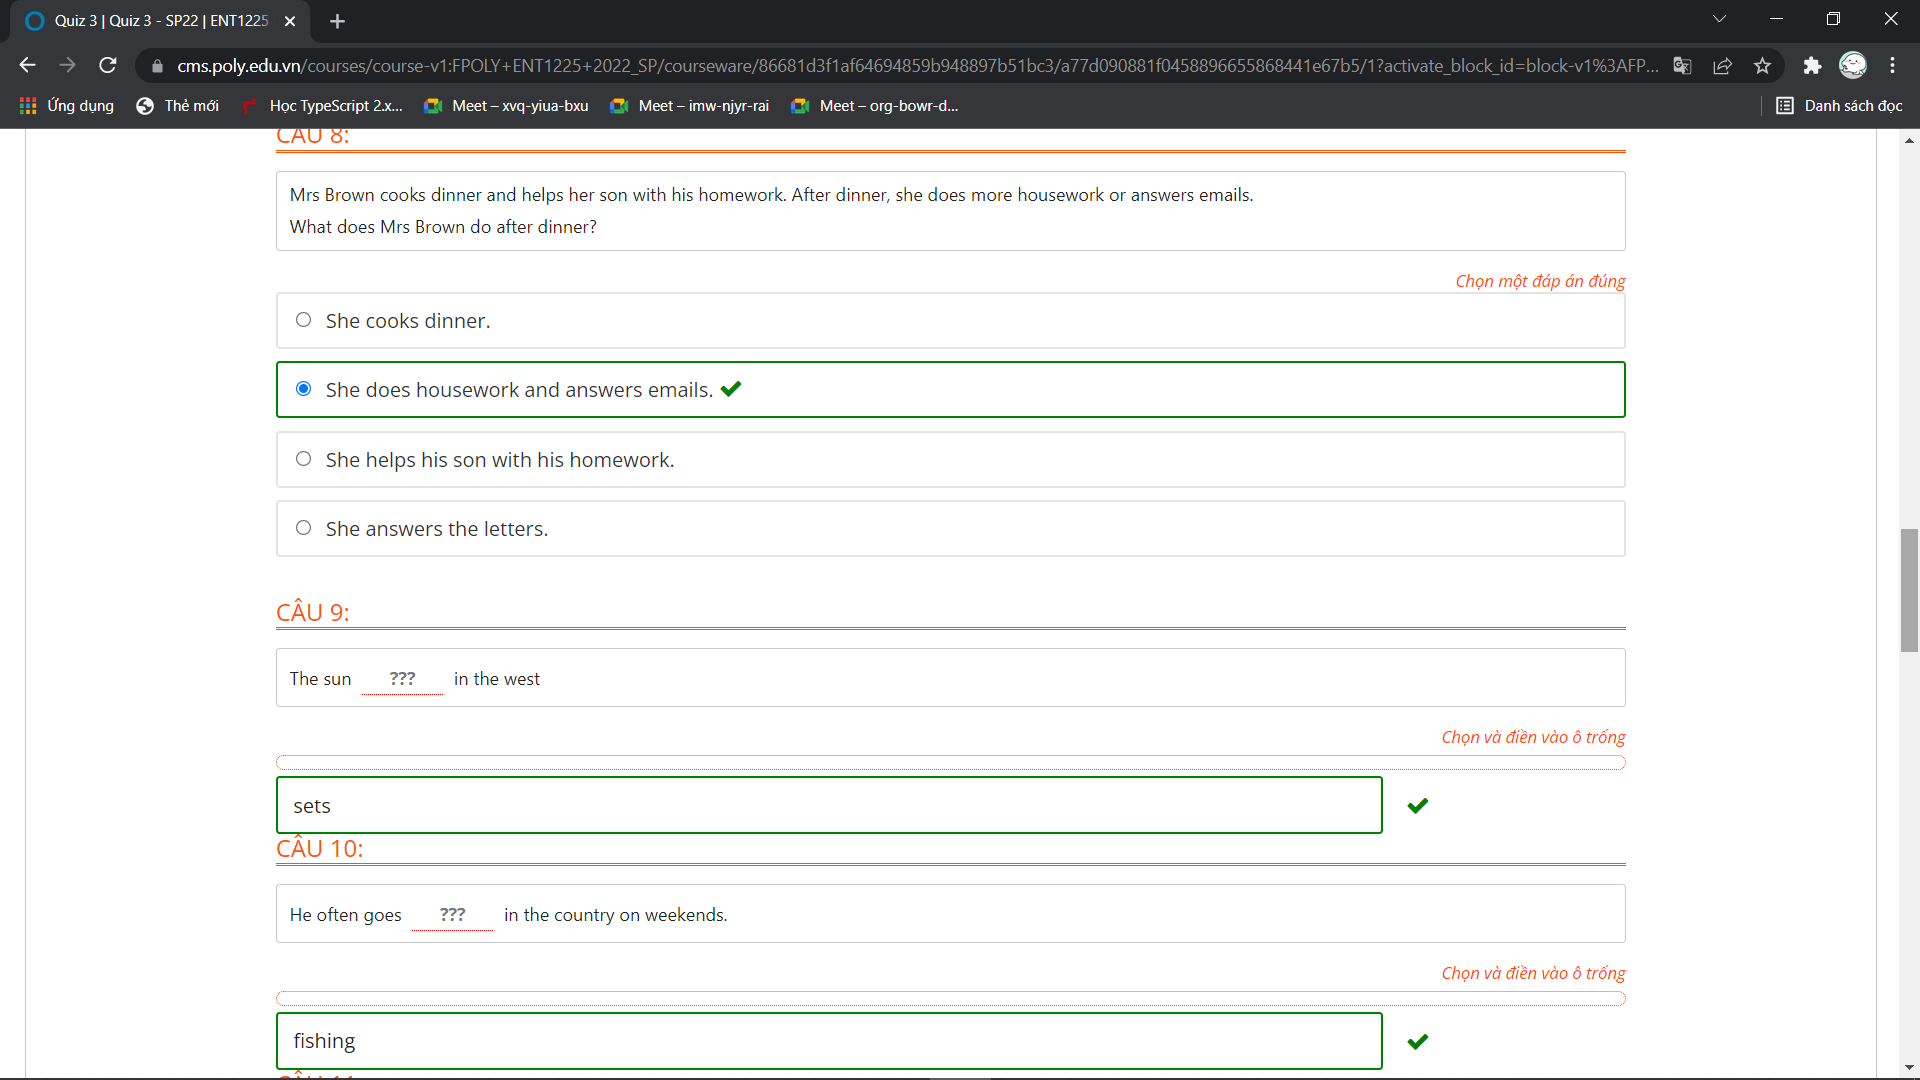 Quiz 3 | Quiz 3 - SP22 | ENT1225
cms.poly.edu.vn/courses/course-v1:FPOLY+ENT1225+2022_SP/courseware/86681d3f1af64694859b948897b51bc3/a77d090881f0458896655868441e67b5/1?activate_block_id=block-v1%3AFP...
Ứng dụng Thẻ mới Học TypeScript 2.x... Meet – xvq-yiua-bxu Meet – imw-njyr-rai Meet – org-bowr-d... Danh sách đọc
CÂU 8:
Mrs Brown cooks dinner and helps her son with his homework. After dinner, she does more housework or answers emails.
What does Mrs Brown do after dinner?
Chọn một đáp án đúng
She cooks dinner.
She does housework and answers emails.
She helps his son with his homework.
She answers the letters.
CÂU 9:
The sun ??? in the west
Chọn và điền vào ô trống
sets
CÂU 10:
He often goes ??? in the country on weekends.
Chọn và điền vào ô trống
fishing